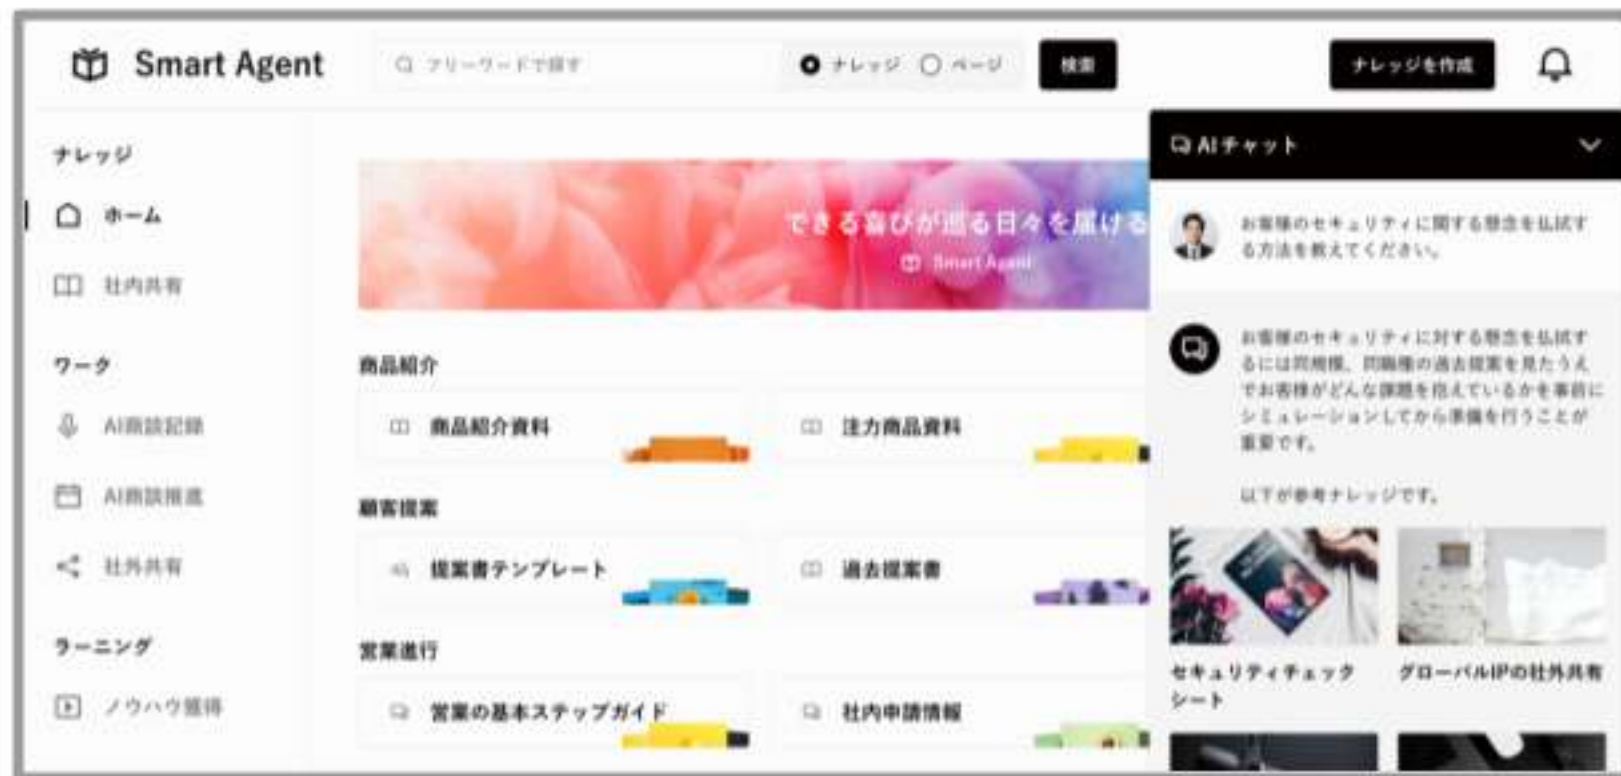 Smart Agent
フリーワードで探す
ナレッジ
ページ
検索
ナレッジを作成
ナレッジ
ホーム
社内共有
ワーク
AI商談記録
AI商談推進
社外共有
ラーニング
ノウハウ獲得
できる喜びが巡る日々を届ける
Smart Agent
商品紹介
商品紹介資料
注力商品資料
顧客提案
提案書テンプレート
過去提案書
営業進行
営業の基本ステップガイド
社内申請情報
AIチャット
お客様のセキュリティに関する懸念を払拭す
る方法を教えてください。
お客様のセキュリティに対する懸念を払拭す
るには同規模、同職種の過去提案を見たうえ
でお客様がどんな課題を抱えているかを事前に
シミュレーションしてから準備を行うことが
重要です。
以下が参考ナレッジです。
セキュリティチェック
シート
グローバルIPの社外共有